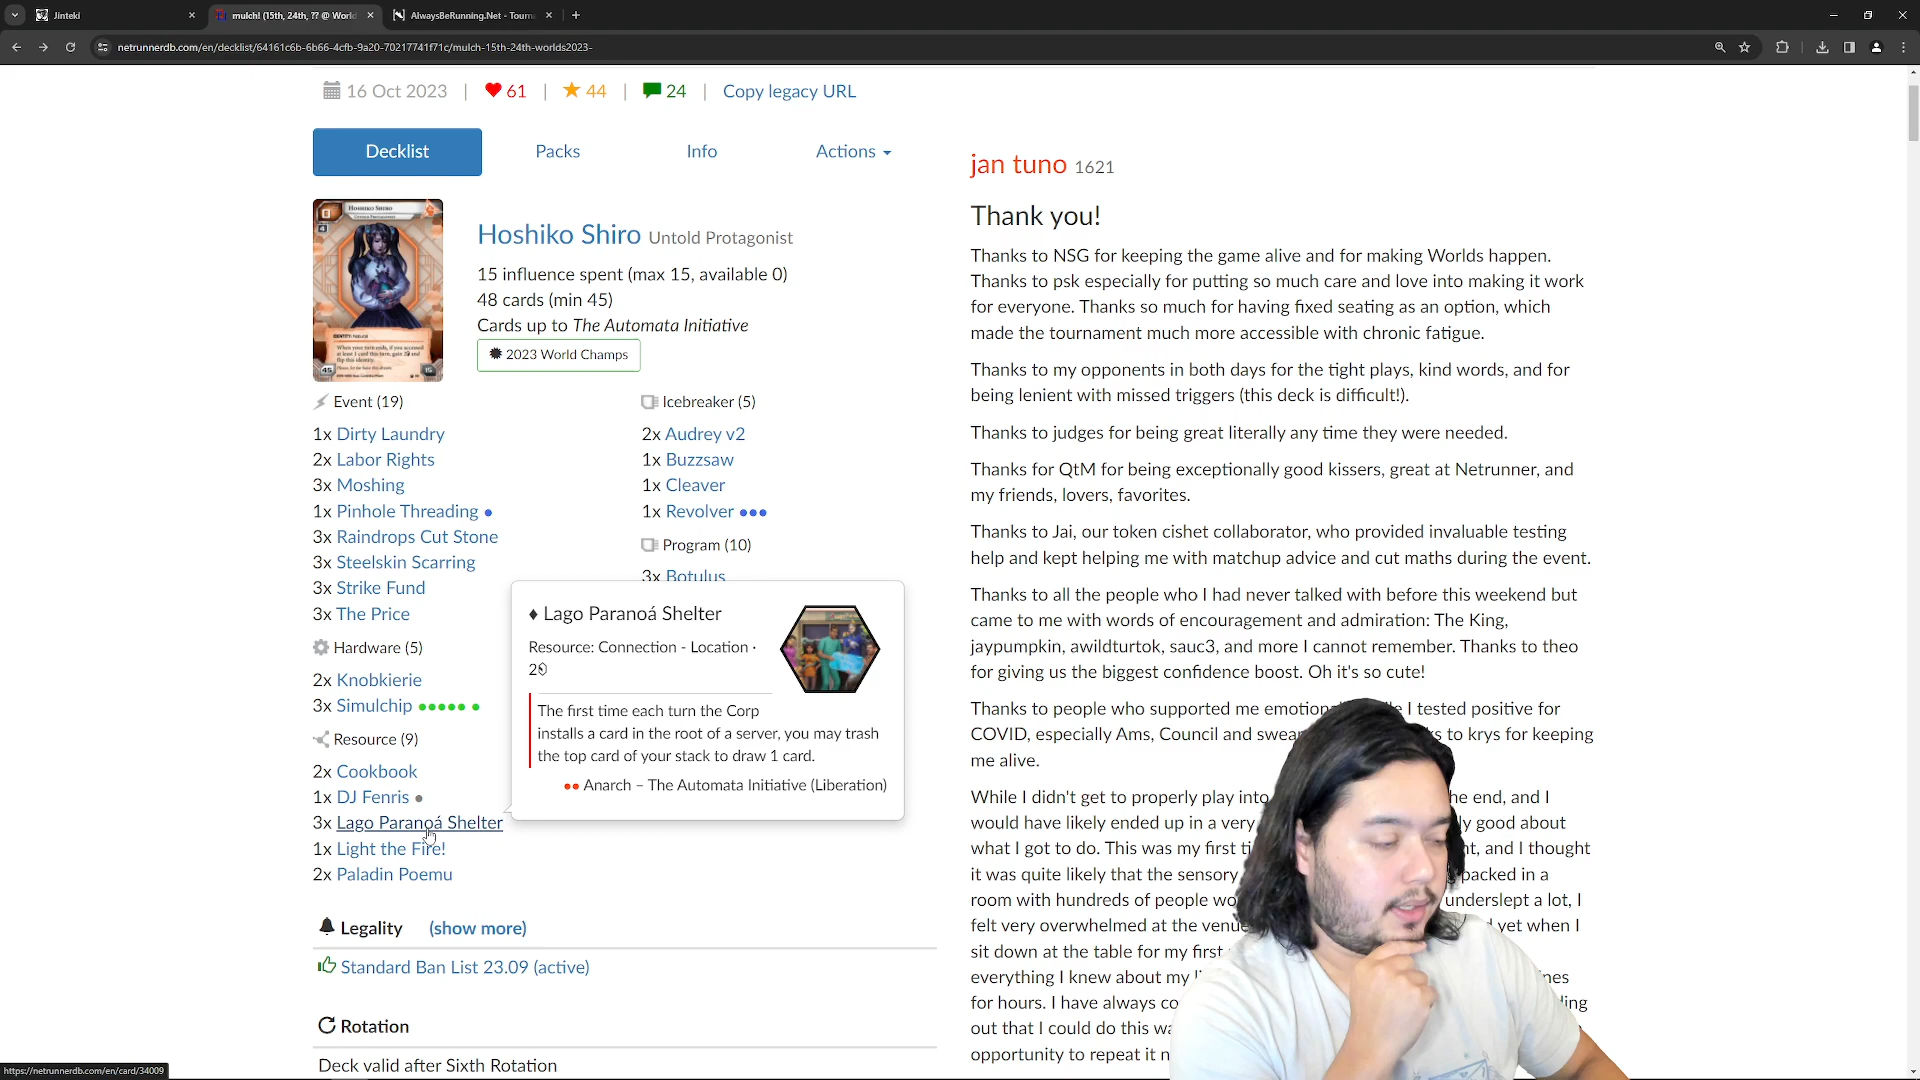 Jinteki
mulch! (15th, 24th, ?? @ World
AlwaysBeRunning.Net - Tourn
netrunnerdb.com/en/decklist/64161c6b-6b66-4cfb-9a20-70217741f71c/mulch-15th-24th-worlds2023-
16 Oct 2023 | 61 | 44 | 24 | Copy legacy URL
Decklist Packs Info Actions
jan tuno 1621
Hoshiko Shiro
Hoshiko Shiro Untold Protagonist
15 influence spent (max 15, available 0)
48 cards (min 45)
Cards up to The Automata Initiative
2023 World Champs
Event (19)
1x Dirty Laundry
2x Labor Rights
3x Moshing
1x Pinhole Threading
3x Raindrops Cut Stone
3x Steelskin Scarring
3x Strike Fund
3x The Price
Hardware (5)
2x Knobkierie
3x Simulchip
Resource (9)
2x Cookbook
1x DJ Fenris
3x Lago Paranoá Shelter
1x Light the Fire!
2x Paladin Poemu
Icebreaker (5)
2x Audrey v2
1x Buzzsaw
1x Cleaver
1x Revolver
Program (10)
3x Botulus
♦ Lago Paranoá Shelter
Resource: Connection - Location ·
2
The first time each turn the Corp
installs a card in the root of a server, you may trash
the top card of your stack to draw 1 card.
Anarch – The Automata Initiative (Liberation)
Legality (show more)
Standard Ban List 23.09 (active)
Rotation
Deck valid after Sixth Rotation
Thank you!
Thanks to NSG for keeping the game alive and for making Worlds happen.
Thanks to psk especially for putting so much care and love into making it work
for everyone. Thanks so much for having fixed seating as an option, which
made the tournament much more accessible with chronic fatigue.
Thanks to my opponents in both days for the tight plays, kind words, and for
being lenient with missed triggers (this deck is difficult!).
Thanks to judges for being great literally any time they were needed.
Thanks for QtM for being exceptionally good kissers, great at Netrunner, and
my friends, lovers, favorites.
Thanks to Jai, our token cishet collaborator, who provided invaluable testing
help and kept helping me with matchup advice and cut maths during the event.
Thanks to all the people who I had never talked with before this weekend but
came to me with words of encouragement and admiration: The King,
jaypumpkin, awildturtok, sauc3, and more I cannot remember. Thanks to theo
for giving us the biggest confidence boost. Oh it's so cute!
Thanks to people who supported me I tested positive for
COVID, especially Ams, Council and to krys for keeping
me alive.
While I didn't get to properly play into end, and I
would have likely ended up in a very good about
what I got to do. This was my first and I thought
it was quite likely that the sensory packed in a
room with hundreds of people underslept a lot, I
felt very overwhelmed at the yet when I
sit down at the table for my first
everything I knew about my
for hours. I have always
out that I could do this
opportunity to repeat it
https://netrunnerdb.com/en/card/34009